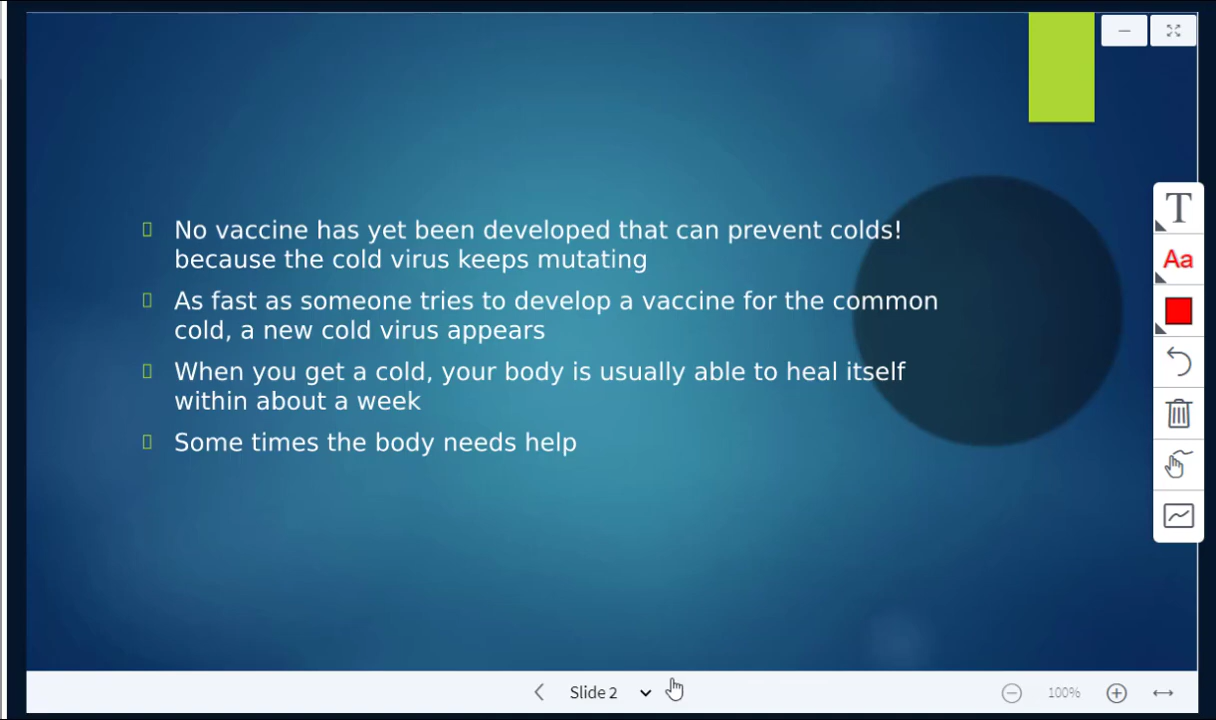 No vaccine has yet been developed that can prevent colds!
because the cold virus keeps mutating
As fast as someone tries to develop a vaccine for the common
cold, a new cold virus appears
When you get a cold, your body is usually able to heal itself
within about a week
Some times the body needs help
T
Aa
Slide 2
100%